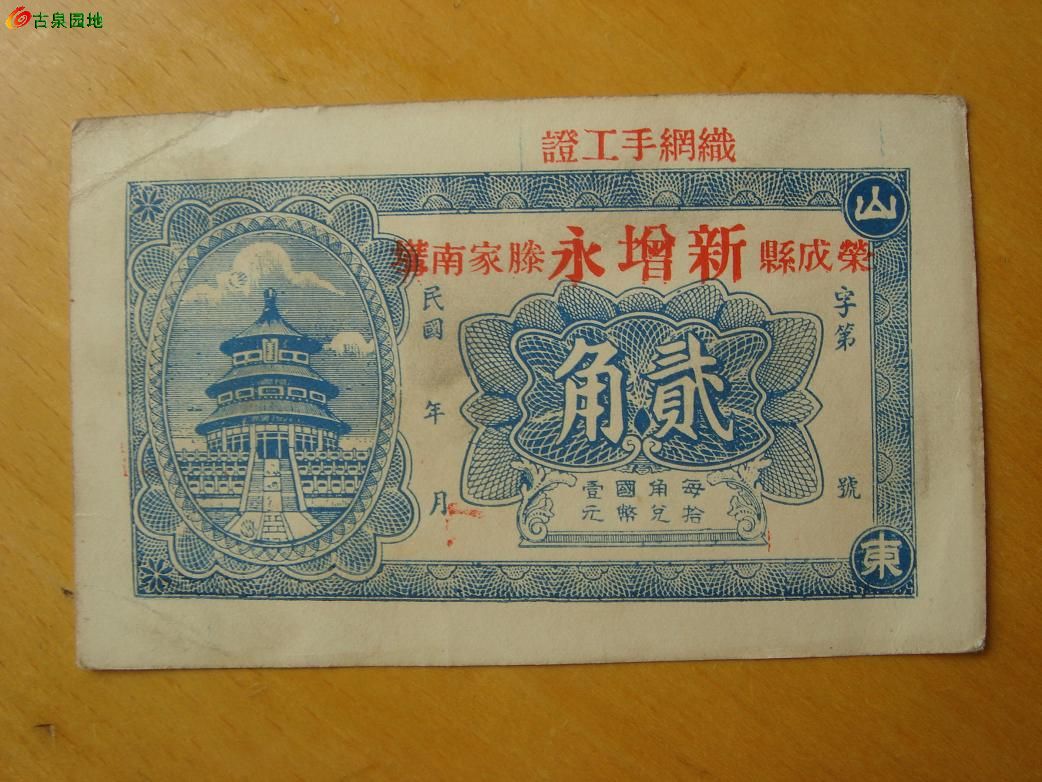 古泉园地
織網手工證
山東
榮成縣新增永滕家南
字第 號
貳角
每拾
角兌
國幣
壹元
民國 年 月